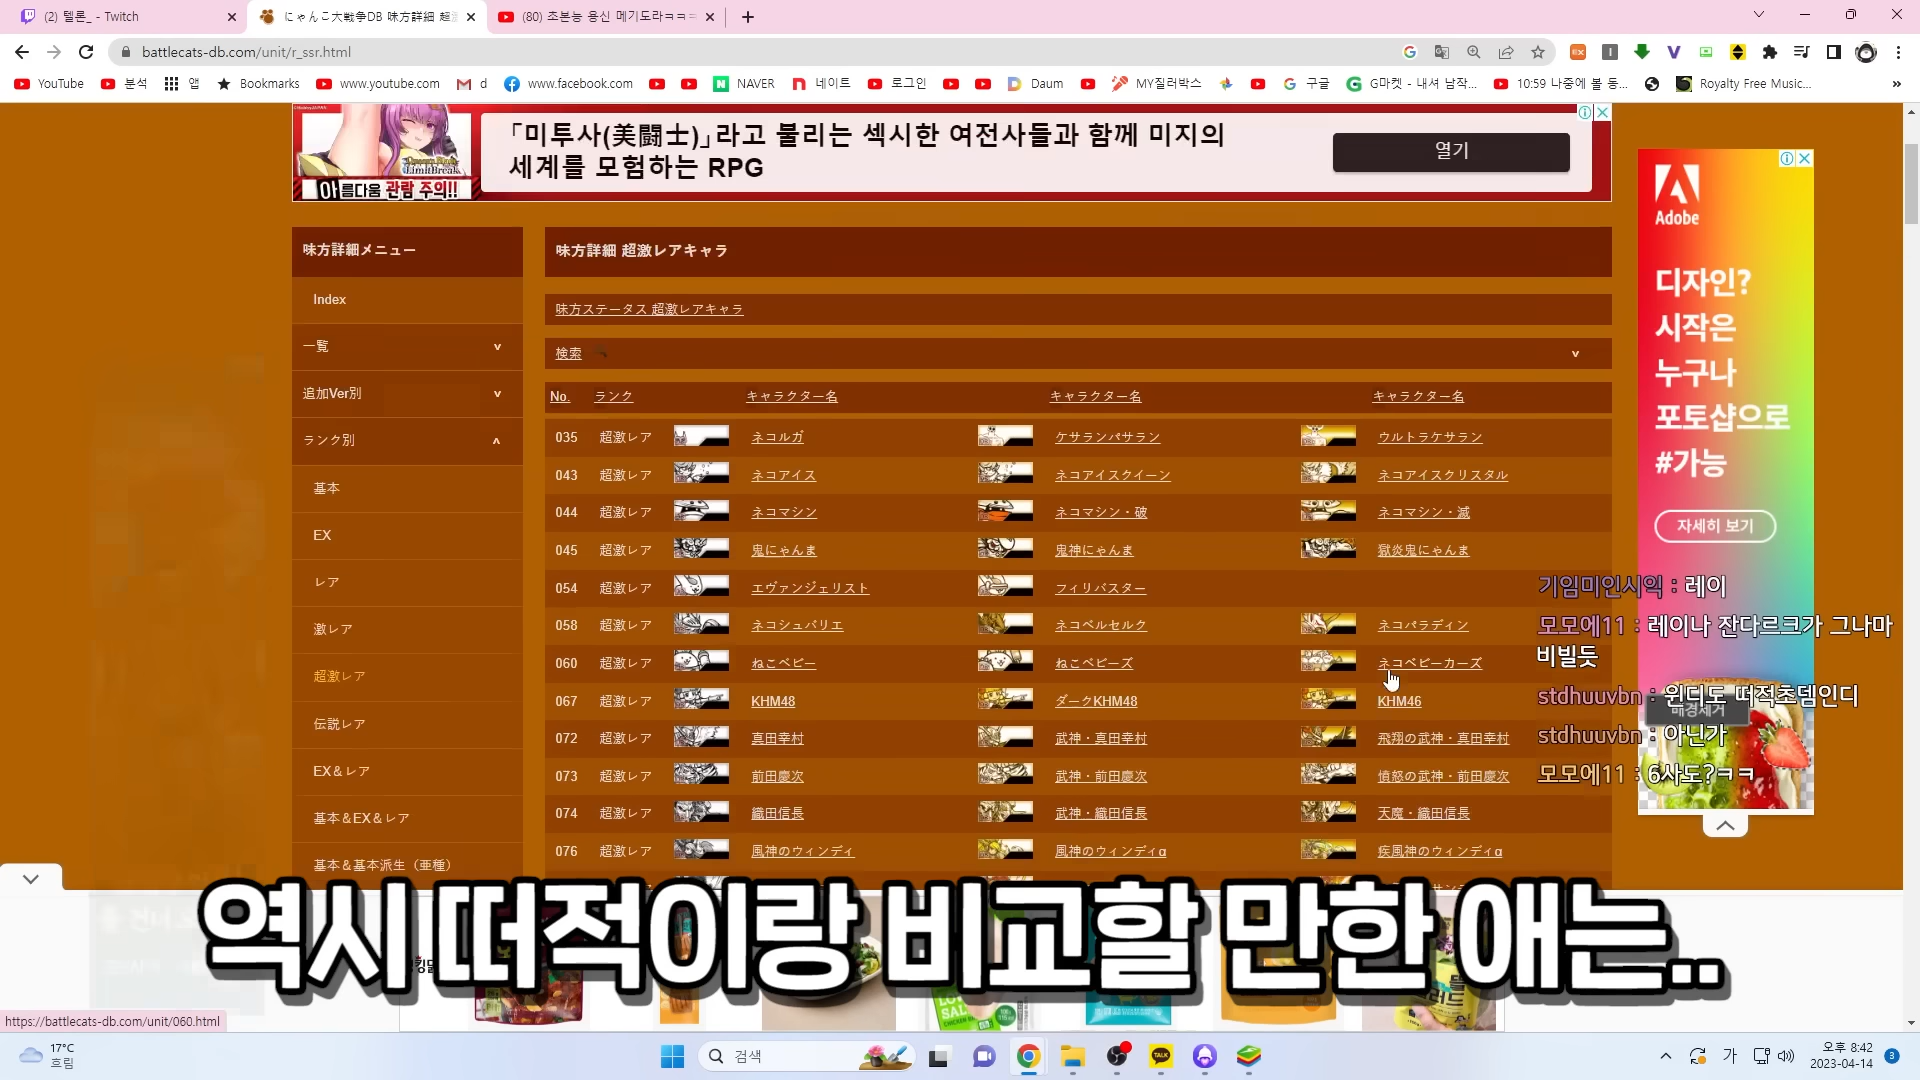 (2) 텔론_ - Twitch
にゃんこ大戦争DB 味方詳細 超
(80) 초본능 용신 메기도라ㅋㅋㅋ
battlecats-db.com/unit/r_ssr.html
YouTube
분석
앱
Bookmarks
www.youtube.com
d
www.facebook.com
NAVER
네이트
로그인
Daum
MY질러박스
구글
G마켓 - 내셔 남작...
10:59 나중에 볼 동...
Royalty Free Music...
「미투사(美闘士)」라고 불리는 섹시한 여전사들과 함께 미지의
세계를 모험하는 RPG
열기
LimitBreak
아름다움 관람 주의!!
Adobe
디자인?
시작은
누구나
포토샵으로
#가능
자세히 보기
味方詳細メニュー
Index
一覧
追加Ver別
ランク別
基本
EX
レア
激レア
超激レア
伝説レア
EX＆レア
基本＆EX＆レア
基本＆基本派生（亜種）
味方詳細 超激レアキャラ
味方ステータス 超激レアキャラ
検索
No. ランク キャラクター名 キャラクター名 キャラクター名
035 超激レア ネコルガ ケサランパサラン ウルトラケサラン
043 超激レア ネコアイス ネコアイスクイーン ネコアイスクリスタル
044 超激レア ネコマシン ネコマシン・破 ネコマシン・滅
045 超激レア 鬼にゃんま 鬼神にゃんま 獄炎鬼にゃんま
054 超激レア エヴァンジェリスト フィリバスター
058 超激レア ネコシュバリエ ネコベルセルク ネコパラディン
060 超激レア ねこベビー ねこベビーズ ネコベビーカーズ
067 超激レア KHM48 ダークKHM48 KHM46
072 超激レア 真田幸村 武神・真田幸村 飛翔の武神・真田幸村
073 超激レア 前田慶次 武神・前田慶次 憤怒の武神・前田慶次
074 超激レア 織田信長 武神・織田信長 天魔・織田信長
076 超激レア 風神のウィンディ 風神のウィンディα 疾風神のウィンディα
기임미인시익 : 레이
모모에11 : 레이나 잔다르크가 그나마
비빌듯
stdhuuvbn : 윈디도 떠적초뎀인디
stdhuuvbn : 아닌가
모모에11 : 6사도?ㅋㅋ
역시 떠적이랑 비교할 만한 애는..
https://battlecats-db.com/unit/060.html
17°C
흐림
검색
TALK
가
오후 8:42
2023-04-14
3